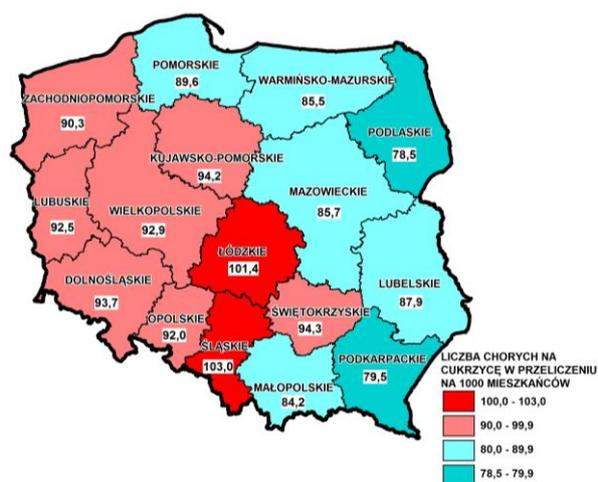 POMORSKIE
89,6
WARMIŃSKO-MAZURSKIE
85,5
ZACHODNIOPOMORSKIE
90,3
PODLASKIE
78,5
KUJAWSKO-POMORSKIE
94,2
MAZOWIECKIE
85,7
LUBUSKIE
92,5
WIELKOPOLSKIE
92,9
ŁÓDZKIE
101,4
DOLNOŚLĄSKIE
93,7
LUBELSKIE
87,9
OPOLSKIE
92,0
ŚWIĘTOKRZYSKIE
94,3
ŚLĄSKIE
103,0
PODKARPACKIE
79,5
MAŁOPOLSKIE
84,2
LICZBA CHORYCH NA
CUKRZYCĘ W PRZELICZENIU
NA 1000 MIESZKAŃCÓW
100,0 - 103,0
90,0 - 99,9
80,0 - 89,9
78,5 - 79,9